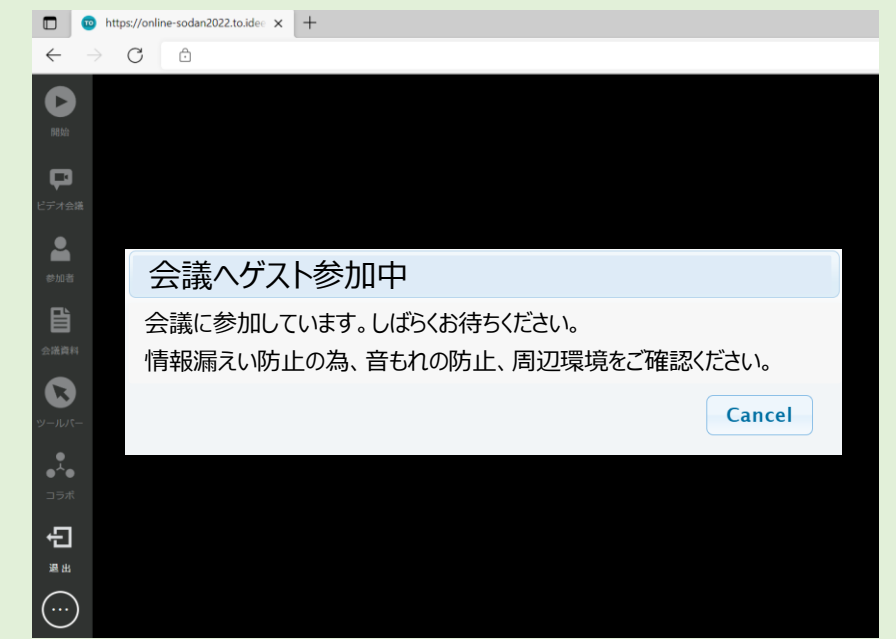 TO https://online-sodan2022.to.idee
開始
ビデオ会議
参加者
会議へゲスト参加中
会議に参加しています。しばらくお待ちください。
情報漏えい防止の為、音もれの防止、周辺環境をご確認ください。
Cancel
会議資料
ツールバー
コラボ
退出